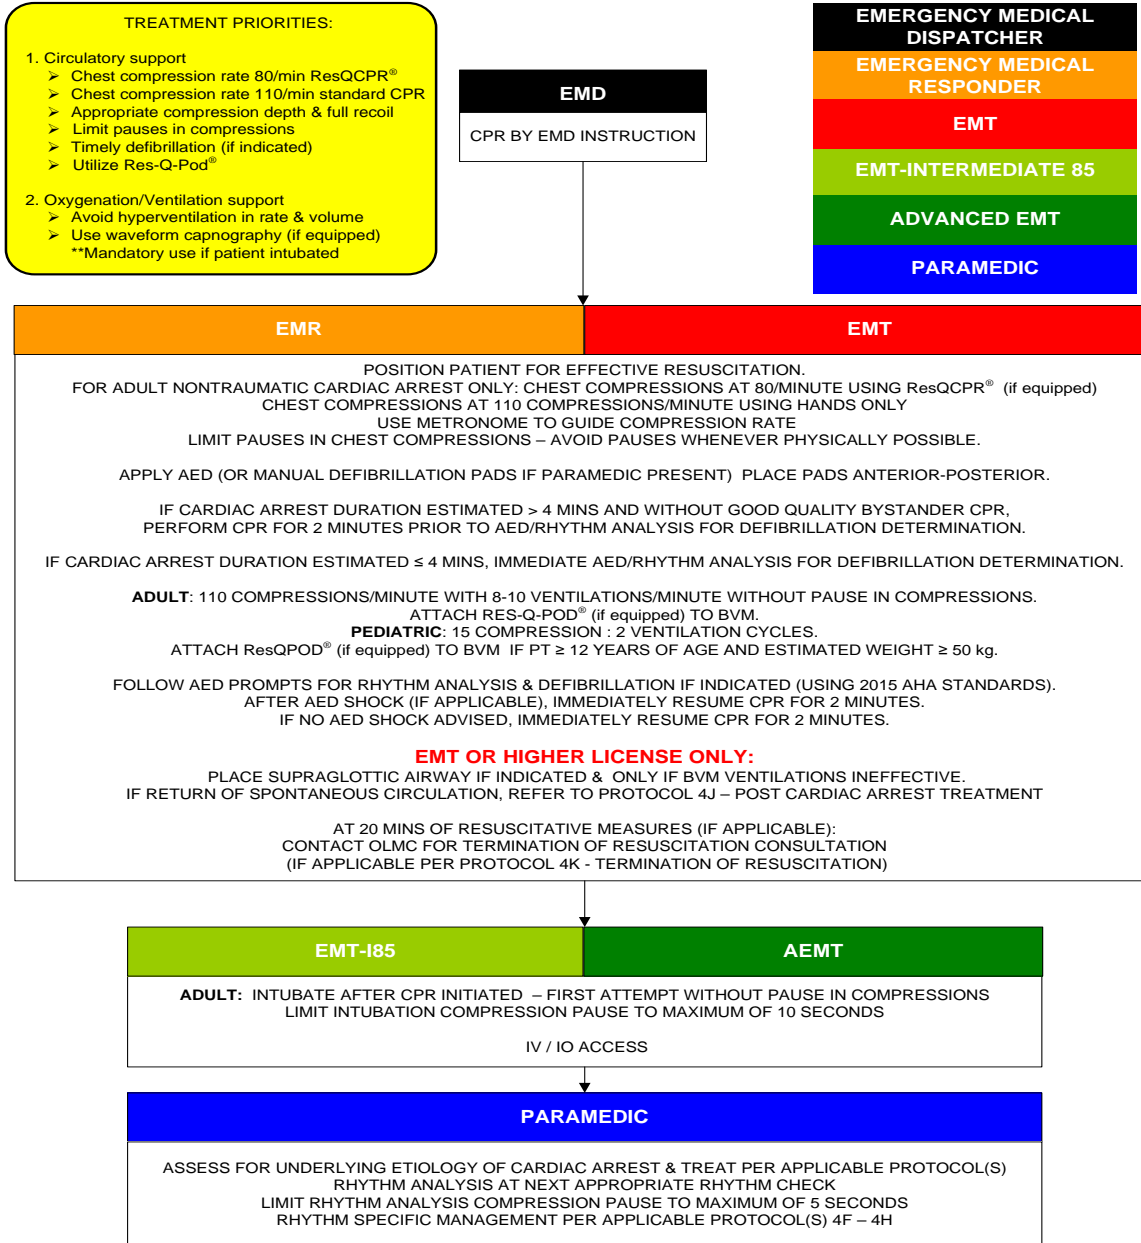 TREATMENT PRIORITIES:
1. Circulatory support
➢ Chest compression rate 80/min ResQCPR®
➢ Chest compression rate 110/min standard CPR
➢ Appropriate compression depth & full recoil
➢ Limit pauses in compressions
➢ Timely defibrillation (if indicated)
➢ Utilize Res-Q-Pod®
2. Oxygenation/Ventilation support
➢ Avoid hyperventilation in rate & volume
➢ Use waveform capnography (if equipped)
**Mandatory use if patient intubated
EMD
CPR BY EMD INSTRUCTION
EMERGENCY MEDICAL
DISPATCHER
EMERGENCY MEDICAL
RESPONDER
EMT
EMT-INTERMEDIATE 85
ADVANCED EMT
PARAMEDIC
EMR
EMT
POSITION PATIENT FOR EFFECTIVE RESUSCITATION.
FOR ADULT NONTRAUMATIC CARDIAC ARREST ONLY: CHEST COMPRESSIONS AT 80/MINUTE USING ResQCPR® (if equipped)
CHEST COMPRESSIONS AT 110 COMPRESSIONS/MINUTE USING HANDS ONLY
USE METRONOME TO GUIDE COMPRESSION RATE
LIMIT PAUSES IN CHEST COMPRESSIONS – AVOID PAUSES WHENEVER PHYSICALLY POSSIBLE.
APPLY AED (OR MANUAL DEFIBRILLATION PADS IF PARAMEDIC PRESENT) PLACE PADS ANTERIOR-POSTERIOR.
IF CARDIAC ARREST DURATION ESTIMATED > 4 MINS AND WITHOUT GOOD QUALITY BYSTANDER CPR,
PERFORM CPR FOR 2 MINUTES PRIOR TO AED/RHYTHM ANALYSIS FOR DEFIBRILLATION DETERMINATION.
IF CARDIAC ARREST DURATION ESTIMATED ≤ 4 MINS, IMMEDIATE AED/RHYTHM ANALYSIS FOR DEFIBRILLATION DETERMINATION.
ADULT: 110 COMPRESSIONS/MINUTE WITH 8-10 VENTILATIONS/MINUTE WITHOUT PAUSE IN COMPRESSIONS.
ATTACH RES-Q-POD® (if equipped) TO BVM.
PEDIATRIC: 15 COMPRESSION : 2 VENTILATION CYCLES.
ATTACH ResQPOD® (if equipped) TO BVM IF PT ≥ 12 YEARS OF AGE AND ESTIMATED WEIGHT ≥ 50 kg.
FOLLOW AED PROMPTS FOR RHYTHM ANALYSIS & DEFIBRILLATION IF INDICATED (USING 2015 AHA STANDARDS).
AFTER AED SHOCK (IF APPLICABLE), IMMEDIATELY RESUME CPR FOR 2 MINUTES.
IF NO AED SHOCK ADVISED, IMMEDIATELY RESUME CPR FOR 2 MINUTES.
EMT OR HIGHER LICENSE ONLY:
PLACE SUPRAGLOTTIC AIRWAY IF INDICATED & ONLY IF BVM VENTILATIONS INEFFECTIVE.
IF RETURN OF SPONTANEOUS CIRCULATION, REFER TO PROTOCOL 4J – POST CARDIAC ARREST TREATMENT
AT 20 MINS OF RESUSCITATIVE MEASURES (IF APPLICABLE):
CONTACT OLMC FOR TERMINATION OF RESUSCITATION CONSULTATION
(IF APPLICABLE PER PROTOCOL 4K - TERMINATION OF RESUSCITATION)
EMT-I85
AEMT
ADULT: INTUBATE AFTER CPR INITIATED – FIRST ATTEMPT WITHOUT PAUSE IN COMPRESSIONS
LIMIT INTUBATION COMPRESSION PAUSE TO MAXIMUM OF 10 SECONDS
IV / IO ACCESS
PARAMEDIC
ASSESS FOR UNDERLYING ETIOLOGY OF CARDIAC ARREST & TREAT PER APPLICABLE PROTOCOL(S)
RHYTHM ANALYSIS AT NEXT APPROPRIATE RHYTHM CHECK
LIMIT RHYTHM ANALYSIS COMPRESSION PAUSE TO MAXIMUM OF 5 SECONDS
RHYTHM SPECIFIC MANAGEMENT PER APPLICABLE PROTOCOL(S) 4F – 4H